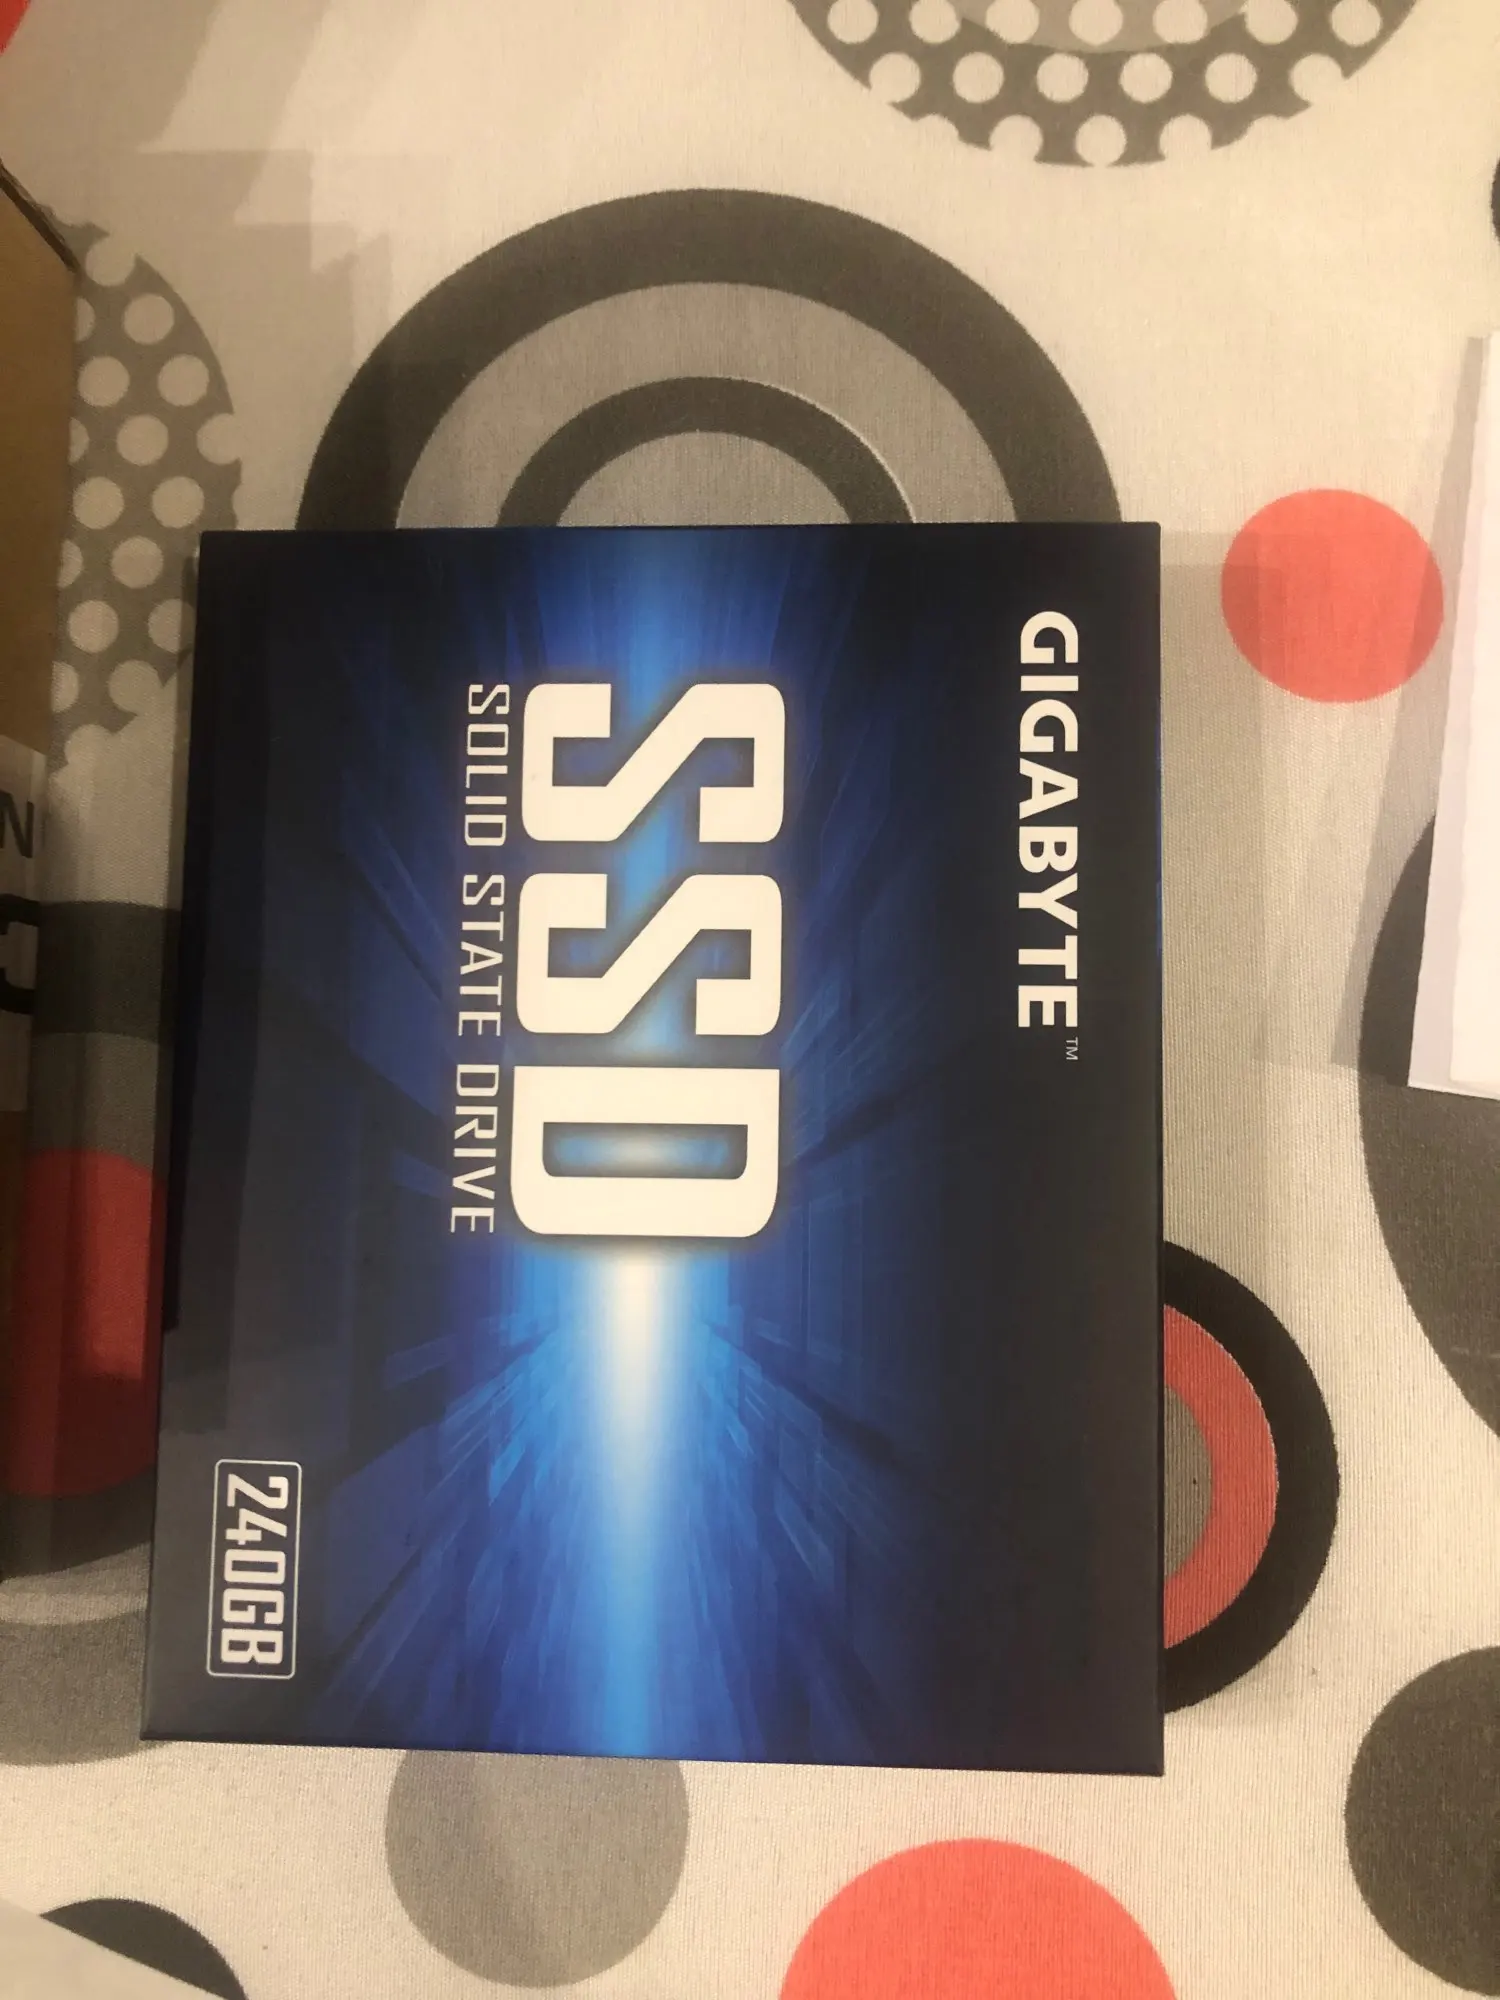 GIGABYTE™
SSD
SOLID STATE DRIVE
240GB
N